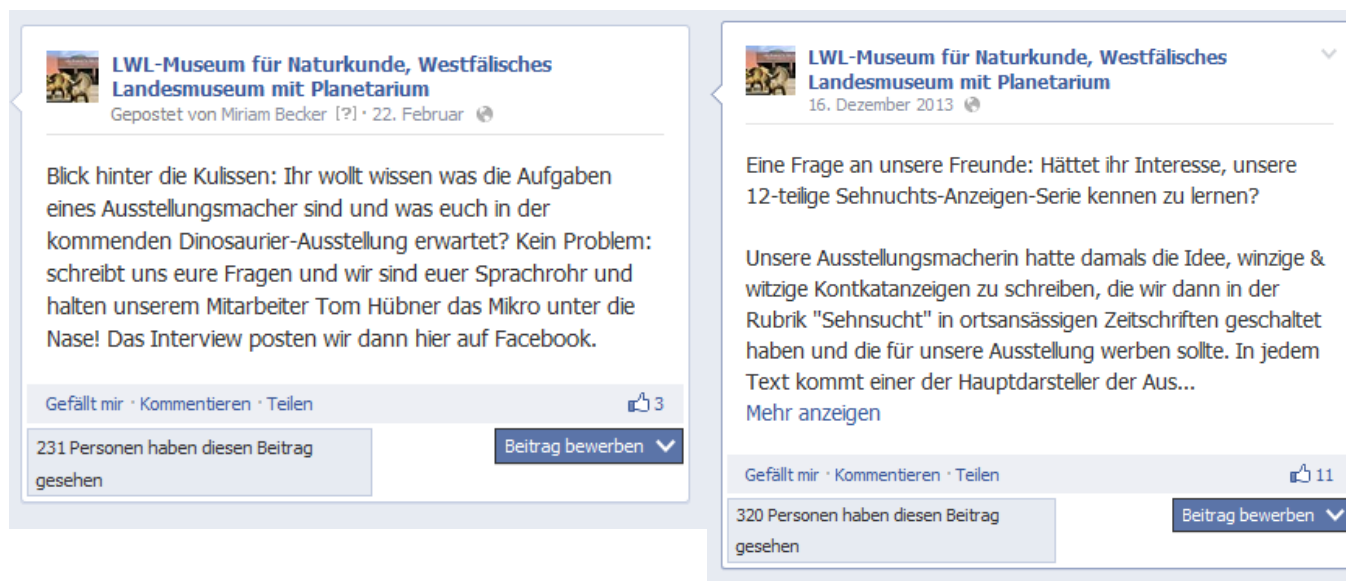 LWL-Museum für Naturkunde, Westfälisches
Landesmuseum mit Planetarium
Gepostet von Miriam Becker [?] · 22. Februar
Blick hinter die Kulissen: Ihr wollt wissen was die Aufgaben
eines Ausstellungsmacher sind und was euch in der
kommenden Dinosaurier-Ausstellung erwartet? Kein Problem:
schreibt uns eure Fragen und wir sind euer Sprachrohr und
halten unserem Mitarbeiter Tom Hübner das Mikro unter die
Nase! Das Interview posten wir dann hier auf Facebook.
Gefällt mir · Kommentieren · Teilen 3
231 Personen haben diesen Beitrag
gesehen
Beitrag bewerben
LWL-Museum für Naturkunde, Westfälisches
Landesmuseum mit Planetarium
16. Dezember 2013
Eine Frage an unsere Freunde: Hättet ihr Interesse, unsere
12-teilige Sehnuchts-Anzeigen-Serie kennen zu lernen?
Unsere Ausstellungsmacherin hatte damals die Idee, winzige &
witzige Kontkatanzeigen zu schreiben, die wir dann in der
Rubrik "Sehnsucht" in ortsansässigen Zeitschriften geschaltet
haben und die für unsere Ausstellung werben sollte. In jedem
Text kommt einer der Hauptdarsteller der Aus...
Mehr anzeigen
Gefällt mir · Kommentieren · Teilen 11
320 Personen haben diesen Beitrag
gesehen
Beitrag bewerben